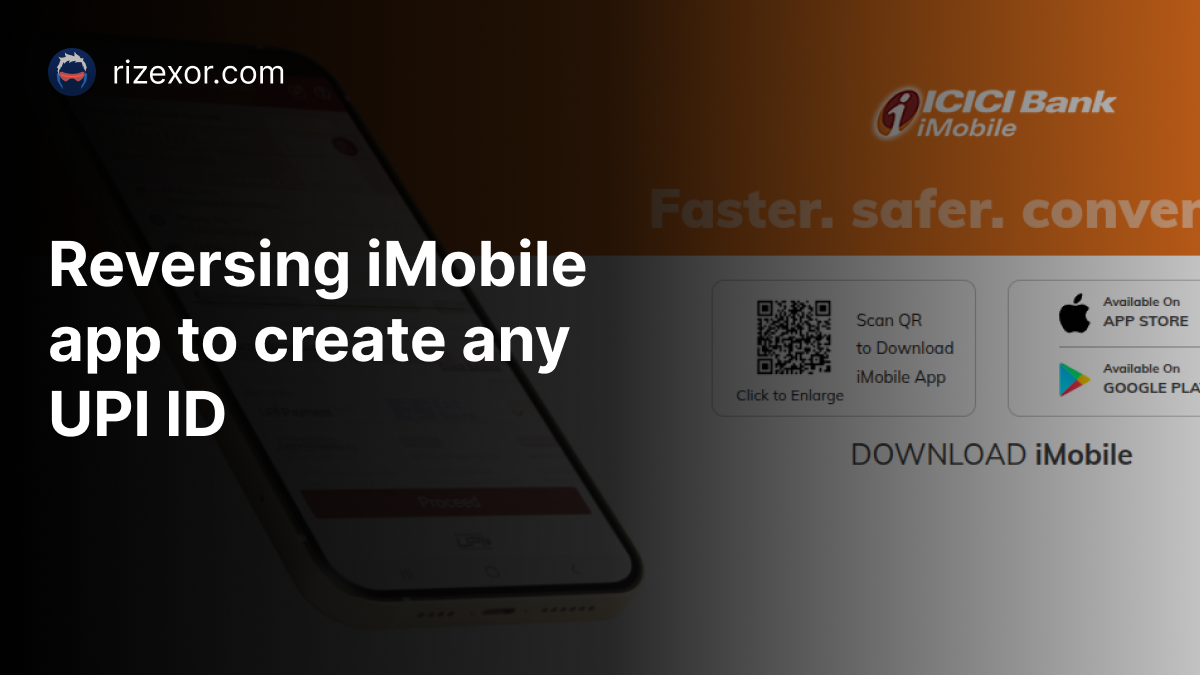 rizexor.com
Reversing iMobile
app to create any
UPI ID
Proceed
ICICI Bank
iMobile
Faster. safer. conver
Scan QR
to Download
iMobile App
Click to Enlarge
Available On
APP STORE
Available On
GOOGLE PLA
DOWNLOAD iMobile